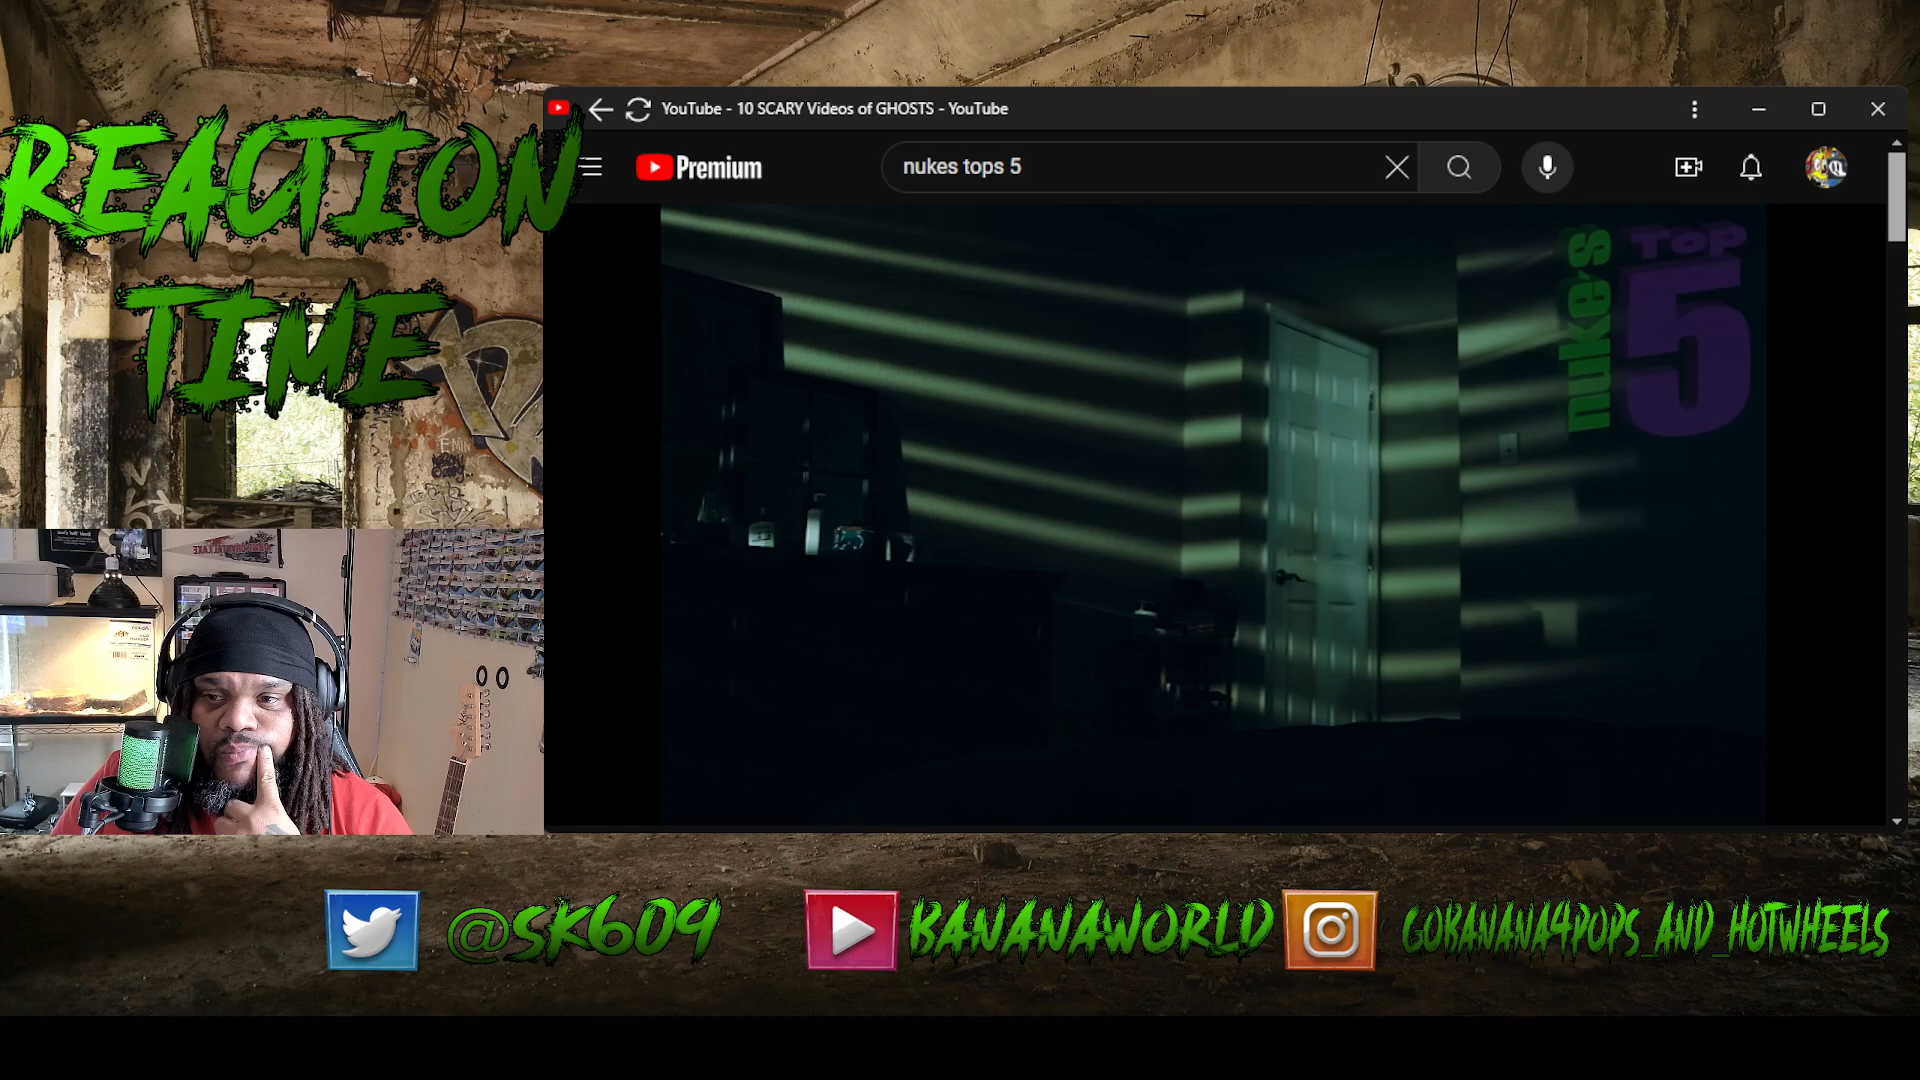 REACTION
TIME
YouTube - 10 SCARY Videos of GHOSTS - YouTube
Premium
nukes tops 5
nuke's
Top
5
@SK609
BANANAWORLD
GOBANANA4POPS_AND_HOTWHEELS